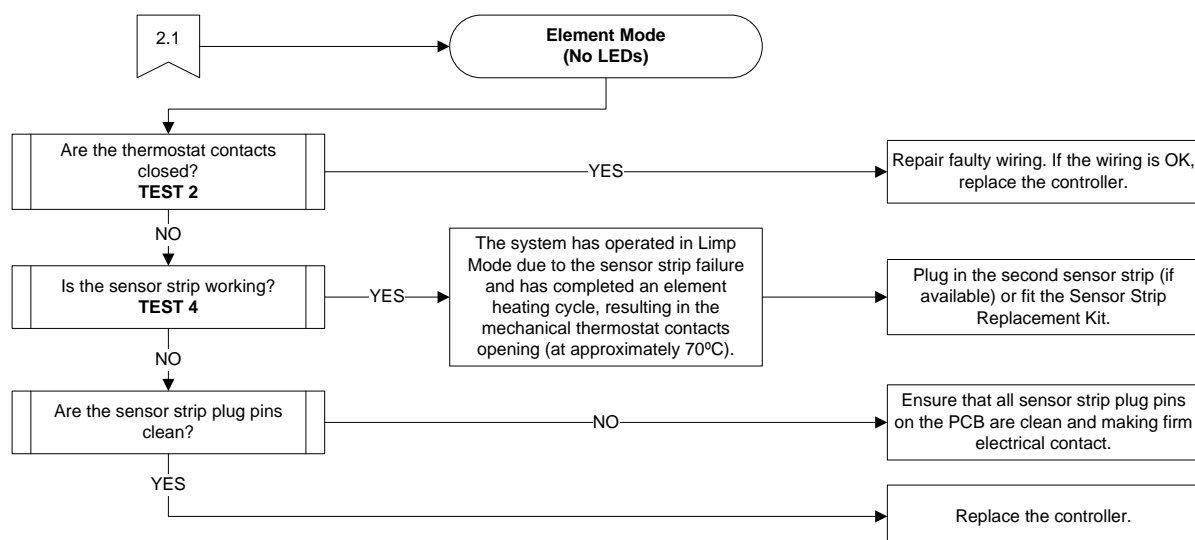 2.1
Element Mode
(No LEDs)
Are the thermostat contacts
closed?
TEST 2
YES
Repair faulty wiring. If the wiring is OK,
replace the controller.
NO
Is the sensor strip working?
TEST 4
YES
The system has operated in Limp
Mode due to the sensor strip failure
and has completed an element
heating cycle, resulting in the
mechanical thermostat contacts
opening (at approximately 70ºC).
Plug in the second sensor strip (if
available) or fit the Sensor Strip
Replacement Kit.
NO
Are the sensor strip plug pins
clean?
NO
Ensure that all sensor strip plug pins
on the PCB are clean and making firm
electrical contact.
YES
Replace the controller.